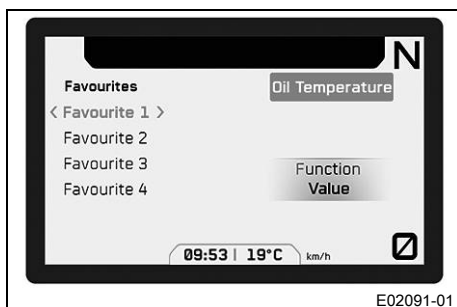 N
Favourites
Oil Temperature
< Favourite 1 >
Favourite 2
Favourite 3
Favourite 4
Function
Value
09:53 | 19°C km/h
0
E02091-01